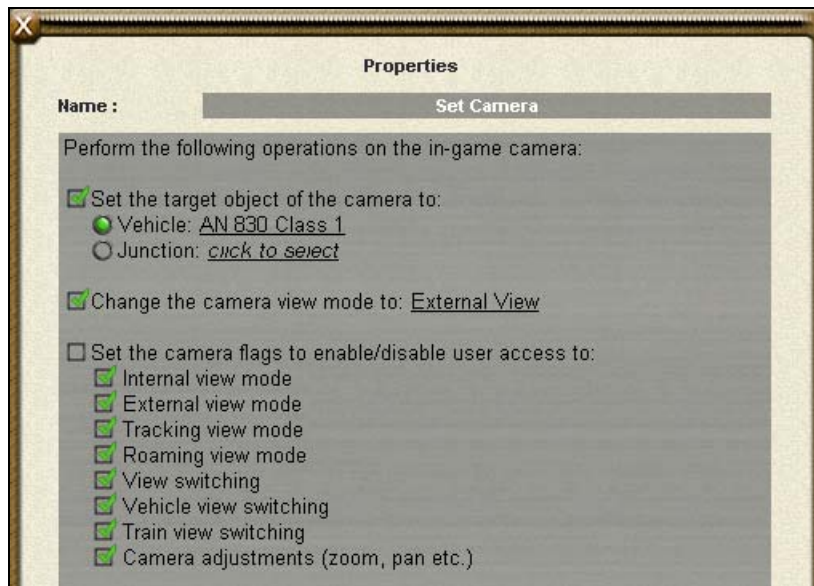 X
Properties
Name : Set Camera
Perform the following operations on the in-game camera:
Set the target object of the camera to:
Vehicle: AN 830 Class 1
Junction: click to select
Change the camera view mode to: External View
Set the camera flags to enable/disable user access to:
Internal view mode
External view mode
Tracking view mode
Roaming view mode
View switching
Vehicle view switching
Train view switching
Camera adjustments (zoom, pan etc.)